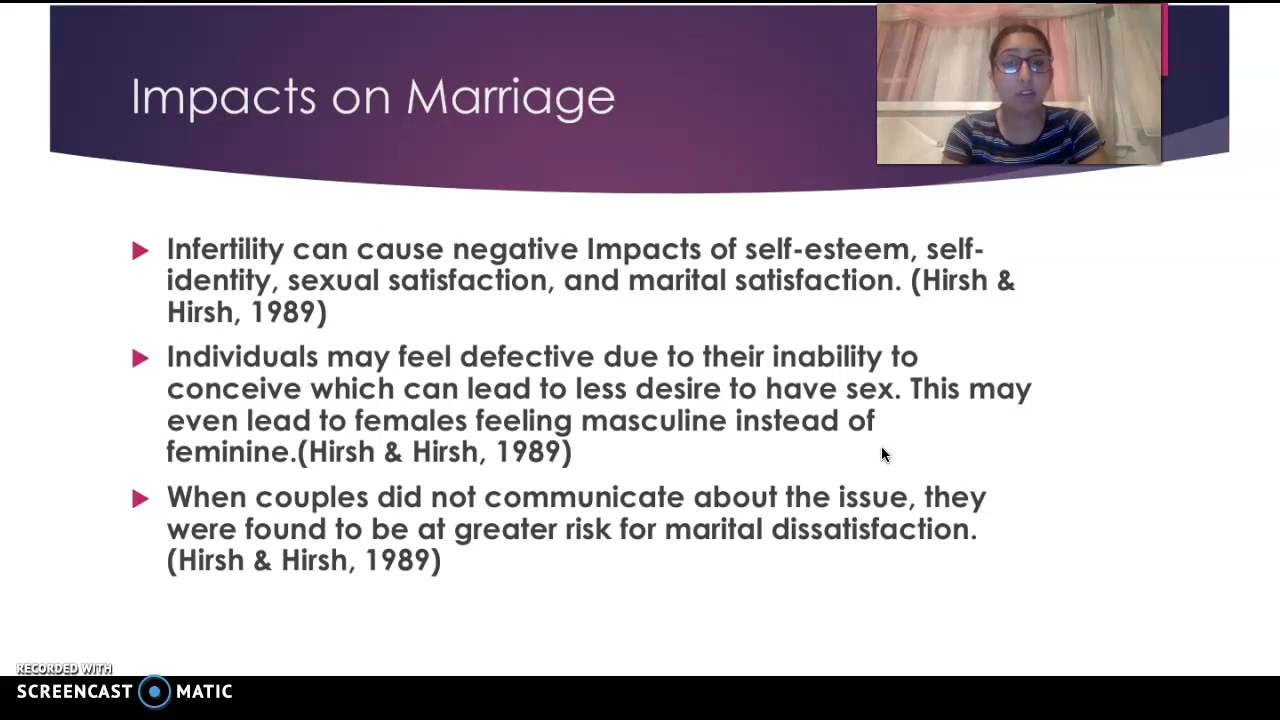 Impacts on Marriage
Infertility can cause negative Impacts of self-esteem, self-
identity, sexual satisfaction, and marital satisfaction. (Hirsh &
Hirsh, 1989)
Individuals may feel defective due to their inability to
conceive which can lead to less desire to have sex. This may
even lead to females feeling masculine instead of
feminine.(Hirsh & Hirsh, 1989)
When couples did not communicate about the issue, they
were found to be at greater risk for marital dissatisfaction.
(Hirsh & Hirsh, 1989)
RECORDED WITH
SCREENCAST MATIC